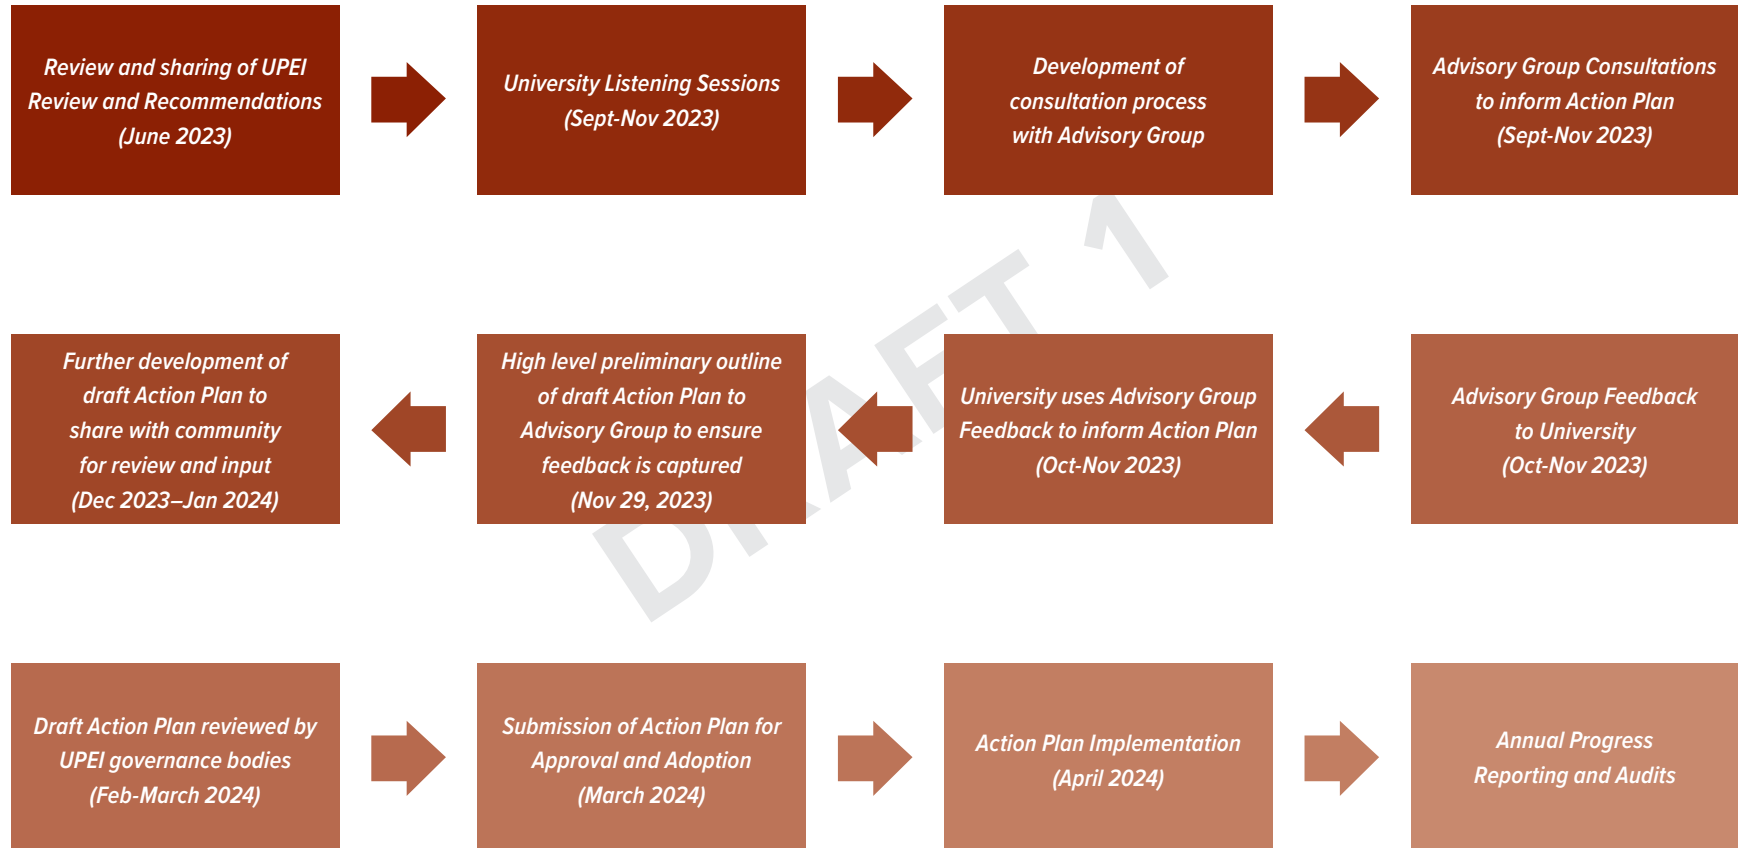 Review and sharing of UPEI
Review and Recommendations
(June 2023)
University Listening Sessions
(Sept-Nov 2023)
Development of
consultation process
with Advisory Group
Advisory Group Consultations
to inform Action Plan
(Sept-Nov 2023)
Advisory Group Feedback
to University
(Oct-Nov 2023)
University uses Advisory Group
Feedback to inform Action Plan
(Oct-Nov 2023)
High level preliminary outline
of draft Action Plan to
Advisory Group to ensure
feedback is captured
(Nov 29, 2023)
Further development of
draft Action Plan to
share with community
for review and input
(Dec 2023–Jan 2024)
Draft Action Plan reviewed by
UPEI governance bodies
(Feb-March 2024)
Submission of Action Plan for
Approval and Adoption
(March 2024)
Action Plan Implementation
(April 2024)
Annual Progress
Reporting and Audits
DRAFT 1